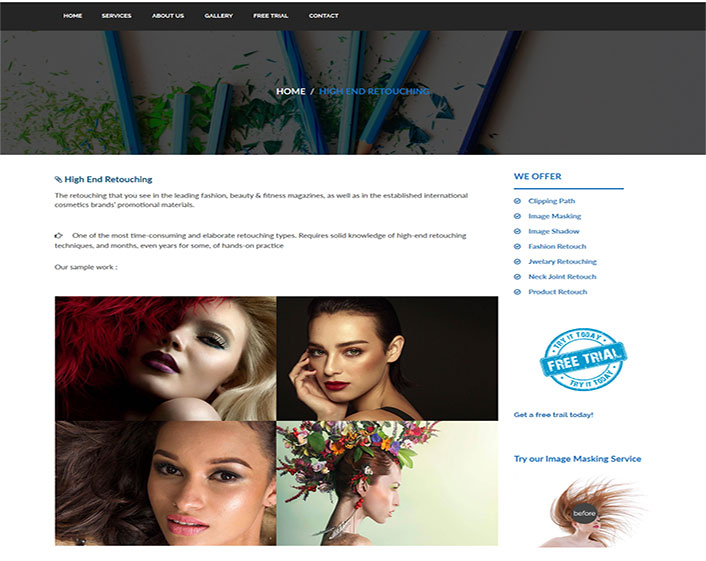 HOME SERVICES ABOUT US GALLERY FREE TRIAL CONTACT
HOME / HIGH END RETOUCHING
High End Retouching
The retouching that you see in the leading fashion, beauty & fitness magazines, as well as in the established international
cosmetics brands' promotional materials.
One of the most time-consuming and elaborate retouching types. Requires solid knowledge of high-end retouching
techniques, and months, even years for some, of hands-on practice
Our sample work :
WE OFFER
Clipping Path
Image Masking
Image Shadow
Fashion Retouch
Jwelary Retouching
Neck Joint Retouch
Product Retouch
TRY IT TODAY
FREE TRIAL
TRY IT TODAY
Get a free trail today!
Try our Image Masking Service
before